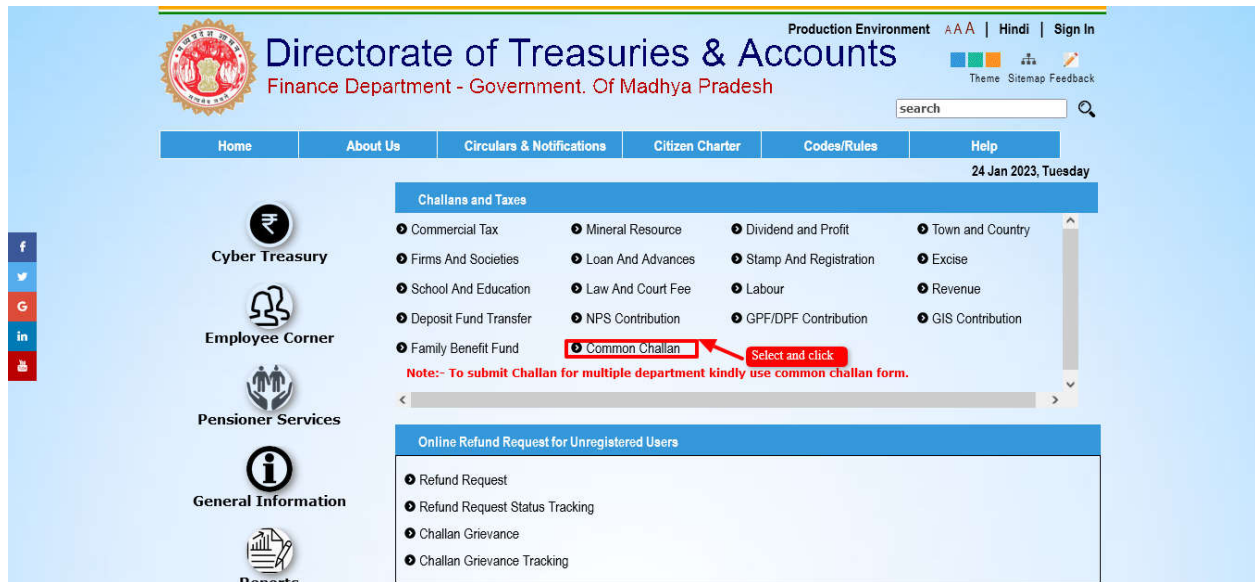 Production Environment AAA | Hindi | Sign In
Directorate of Treasuries & Accounts
Finance Department - Government. Of Madhya Pradesh
Theme Sitemap Feedback
search
Home About Us Circulars & Notifications Citizen Charter Codes/Rules Help
24 Jan 2023, Tuesday
Cyber Treasury
Employee Corner
Pensioner Services
General Information
Reports
Challans and Taxes
Commercial Tax Mineral Resource Dividend and Profit Town and Country
Firms And Societies Loan And Advances Stamp And Registration Excise
School And Education Law And Court Fee Labour Revenue
Deposit Fund Transfer NPS Contribution GPF/DPF Contribution GIS Contribution
Family Benefit Fund Common Challan Select and click
Note:- To submit Challan for multiple department kindly use common challan form.
Online Refund Request for Unregistered Users
Refund Request
Refund Request Status Tracking
Challan Grievance
Challan Grievance Tracking